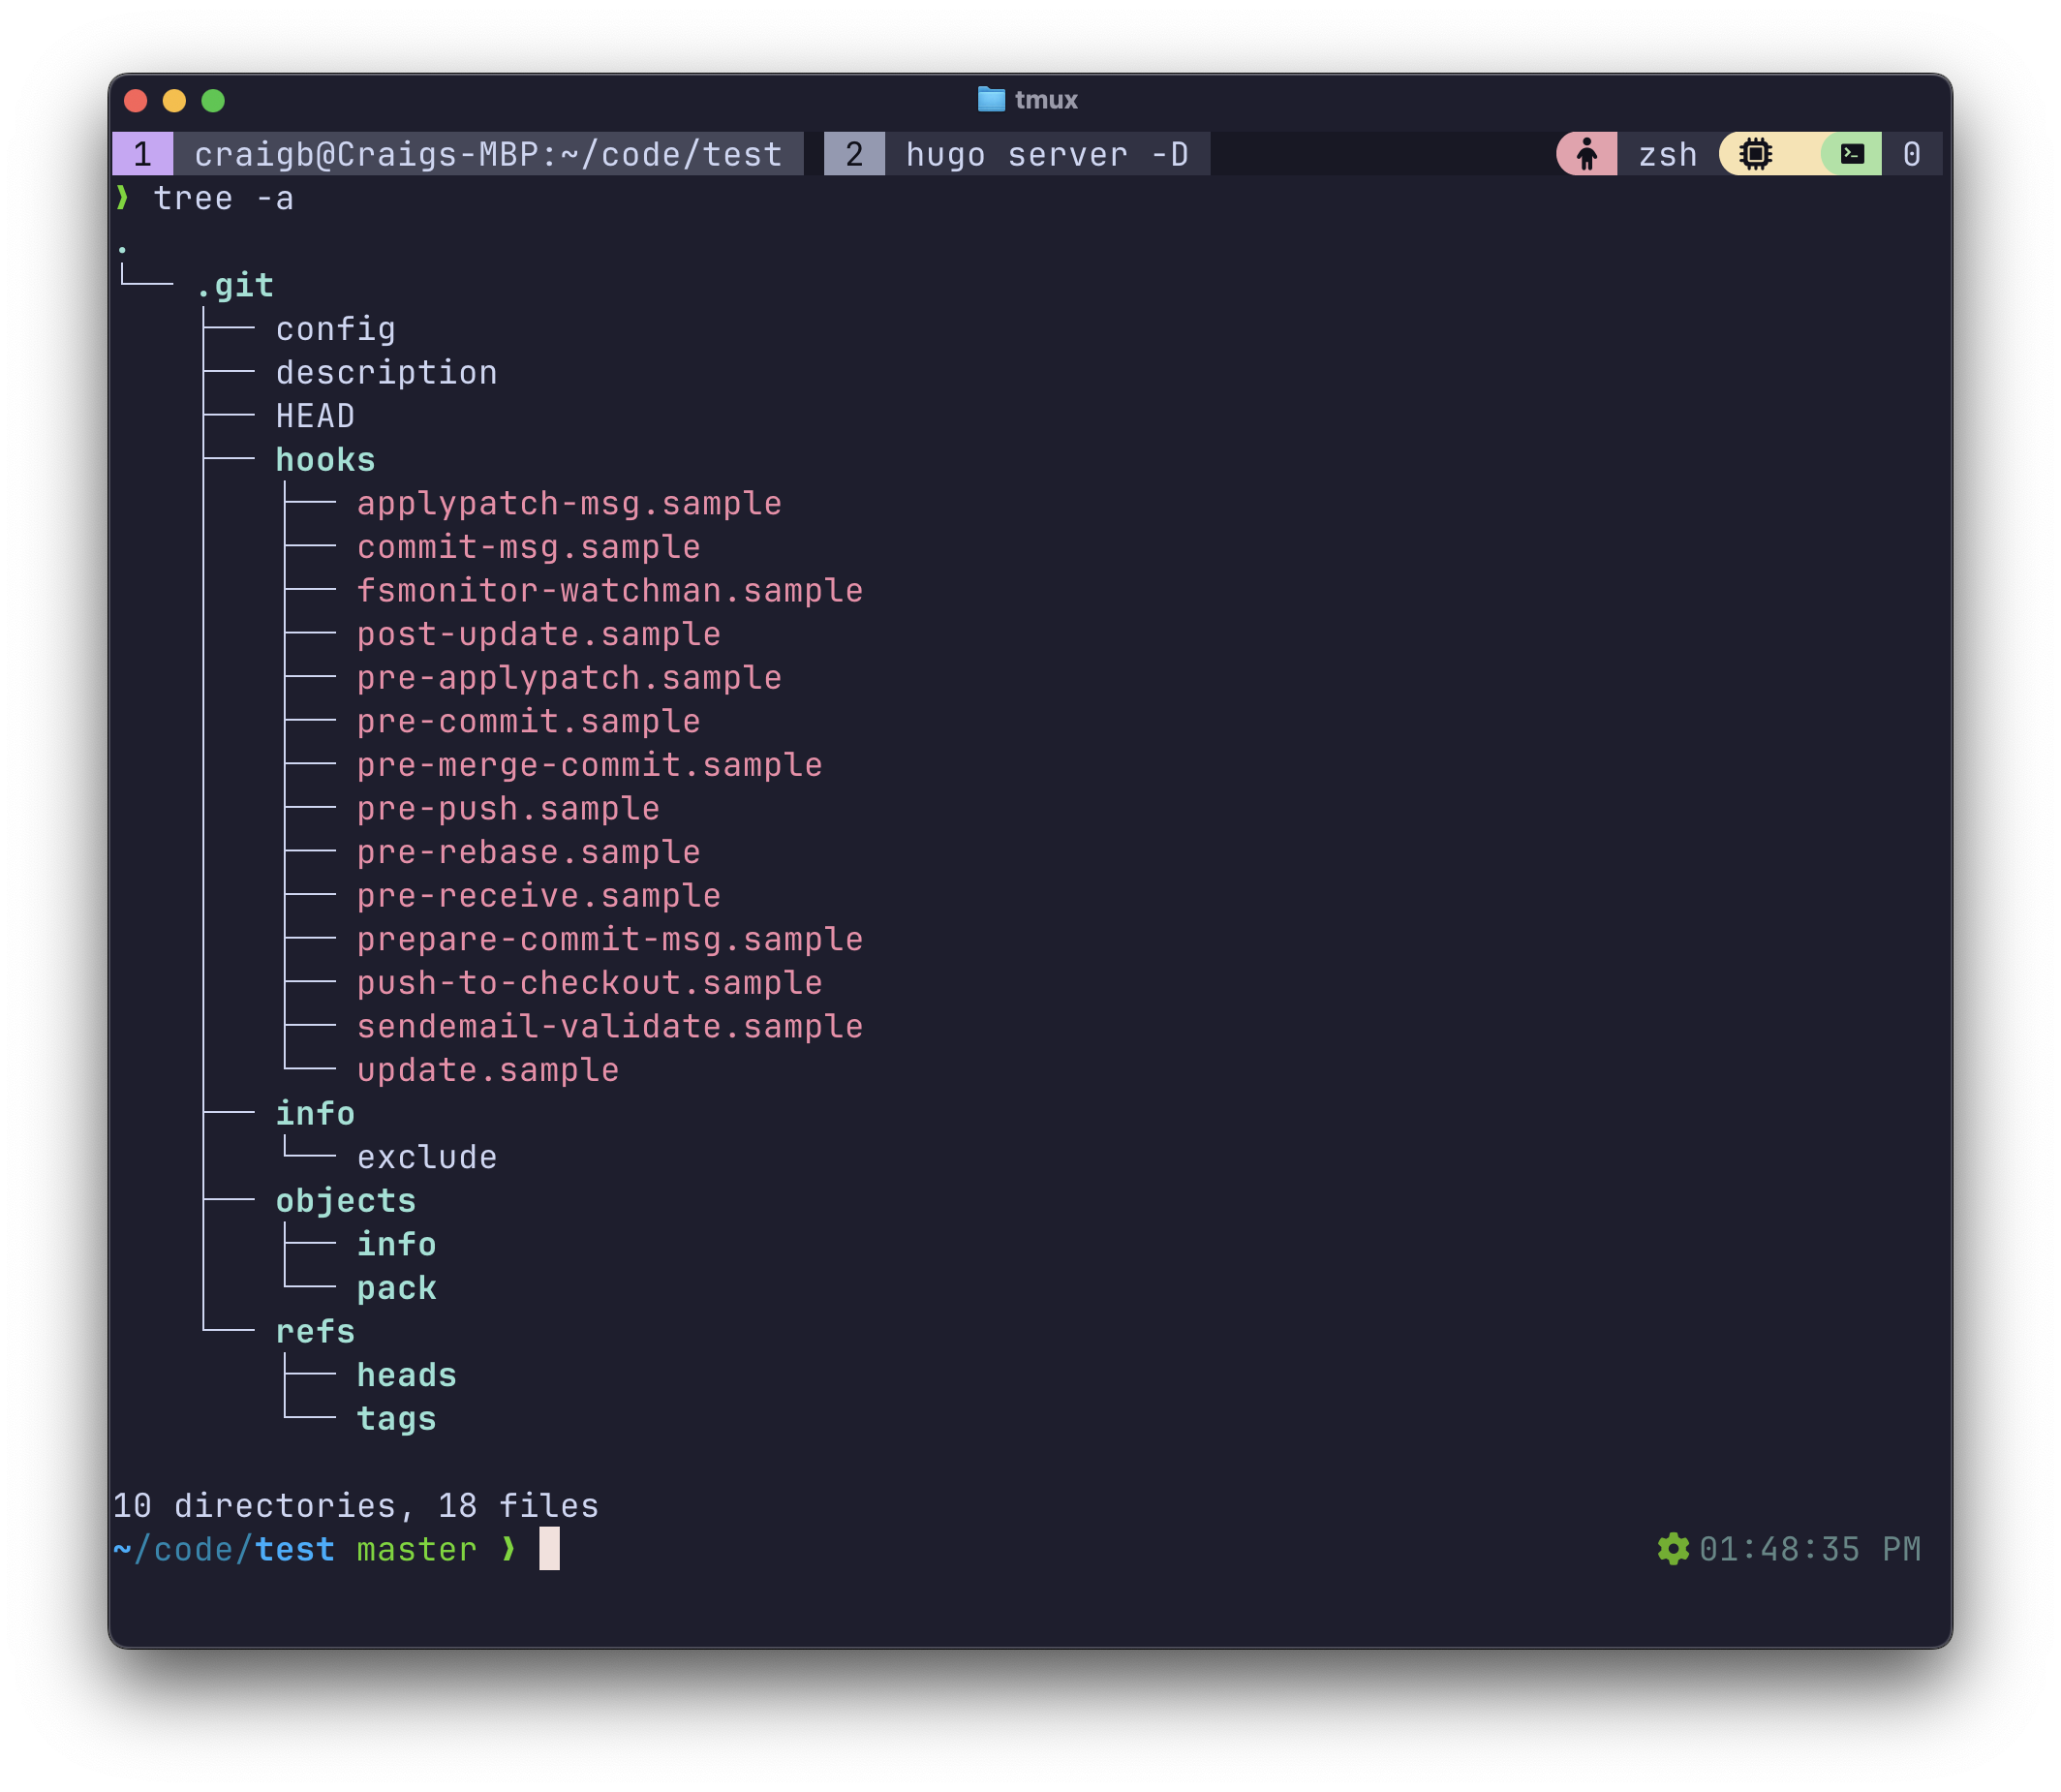 tmux
1 craigb@Craigs-MBP:~/code/test 2 hugo server -D zsh 0
❱ tree -a
.
└── .git
    ├── config
    ├── description
    ├── HEAD
    ├── hooks
    │   ├── applypatch-msg.sample
    │   ├── commit-msg.sample
    │   ├── fsmonitor-watchman.sample
    │   ├── post-update.sample
    │   ├── pre-applypatch.sample
    │   ├── pre-commit.sample
    │   ├── pre-merge-commit.sample
    │   ├── pre-push.sample
    │   ├── pre-rebase.sample
    │   ├── pre-receive.sample
    │   ├── prepare-commit-msg.sample
    │   ├── push-to-checkout.sample
    │   ├── sendemail-validate.sample
    │   └── update.sample
    ├── info
    │   └── exclude
    ├── objects
    │   ├── info
    │   └── pack
    └── refs
        ├── heads
        └── tags
10 directories, 18 files
~/code/test master ❱ 01:48:35 PM